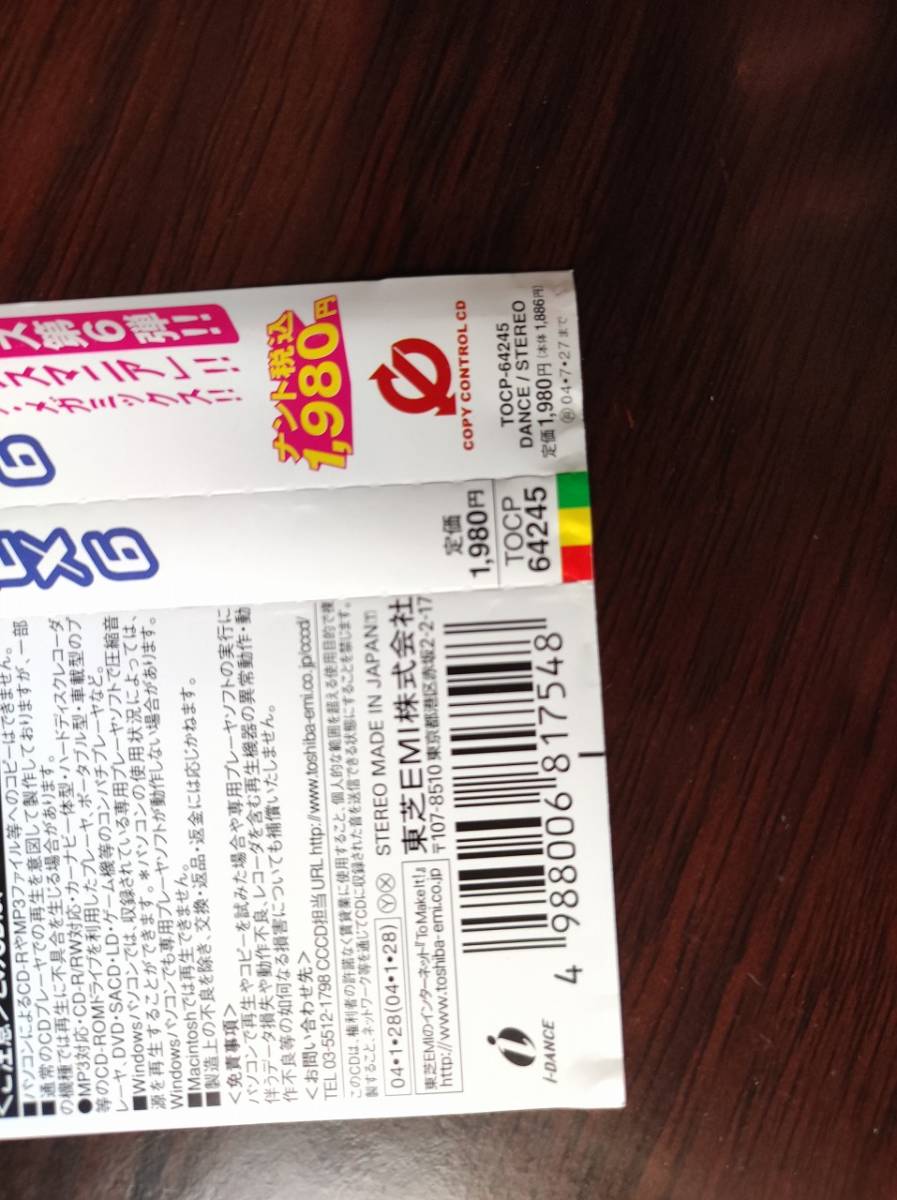 ス第6弾!!
スマニアレ!!
・メガミックス!!
6
ナント税込
1,980円
COPY CONTROL CD
TOCP-64245
DANCE / STEREO
定価1,980円(本体1,886円)
04・7・27まで
6
定価
1,980円
TOCP
64245
■パソコンによるCD-RやMP3ファイル等へのコピーはできません。
■通常のCDプレーヤでの再生を意図して製作しておりますが、一部
の機種では再生に不具合を生じる場合があります。
●MP3対応・CD-R/RW対応・カーナビ一体型・ハードディスクレコーダ
等のCD-ROMドライブを利用したプレーヤ、ポータブル型・車載型のプ
レーヤ、DVD・SACD・LD・ゲーム機等のコンパチプレーヤなど。
■Windowsパソコンでは、収録されている専用プレーヤソフトで圧縮音
源を再生することができます。＊パソコンの使用状況によっては、
Windowsパソコンでも専用プレーヤソフトが動作しない場合があります。
■Macintoshでは再生できません。
■製造上の不良を除き、交換・返品・返金には応じかねます。
<免責事項>
パソコンで再生やコピーを試みた場合や専用プレーヤソフトの実行に
伴うデータ損失や動作不良、レコーダを含む再生機器の異常動作・動
作不良等の如何なる損害についても補償いたしません。
<お問い合わせ先>
TEL 03-5512-1798 CCCD担当 URL http://www.toshiba-emi.co.jp/cccd/
このCDは、権利者の許諾なく賃貸業に使用すること、個人的な範囲を超える使用目的で複
製すること、ネットワーク等を通じてCDに収録された音を送信できる状態にすることを禁じます。
04・1・28(04・1・28) Ⓨ Ⓧ STEREO MADE IN JAPAN Ⓣ
東芝EMIのインターネット『To Make It!』
http://www.toshiba-emi.co.jp
東芝EMI株式会社
〒107-8510 東京都港区赤坂2-2-17
i-DANCE
4 988006 817548